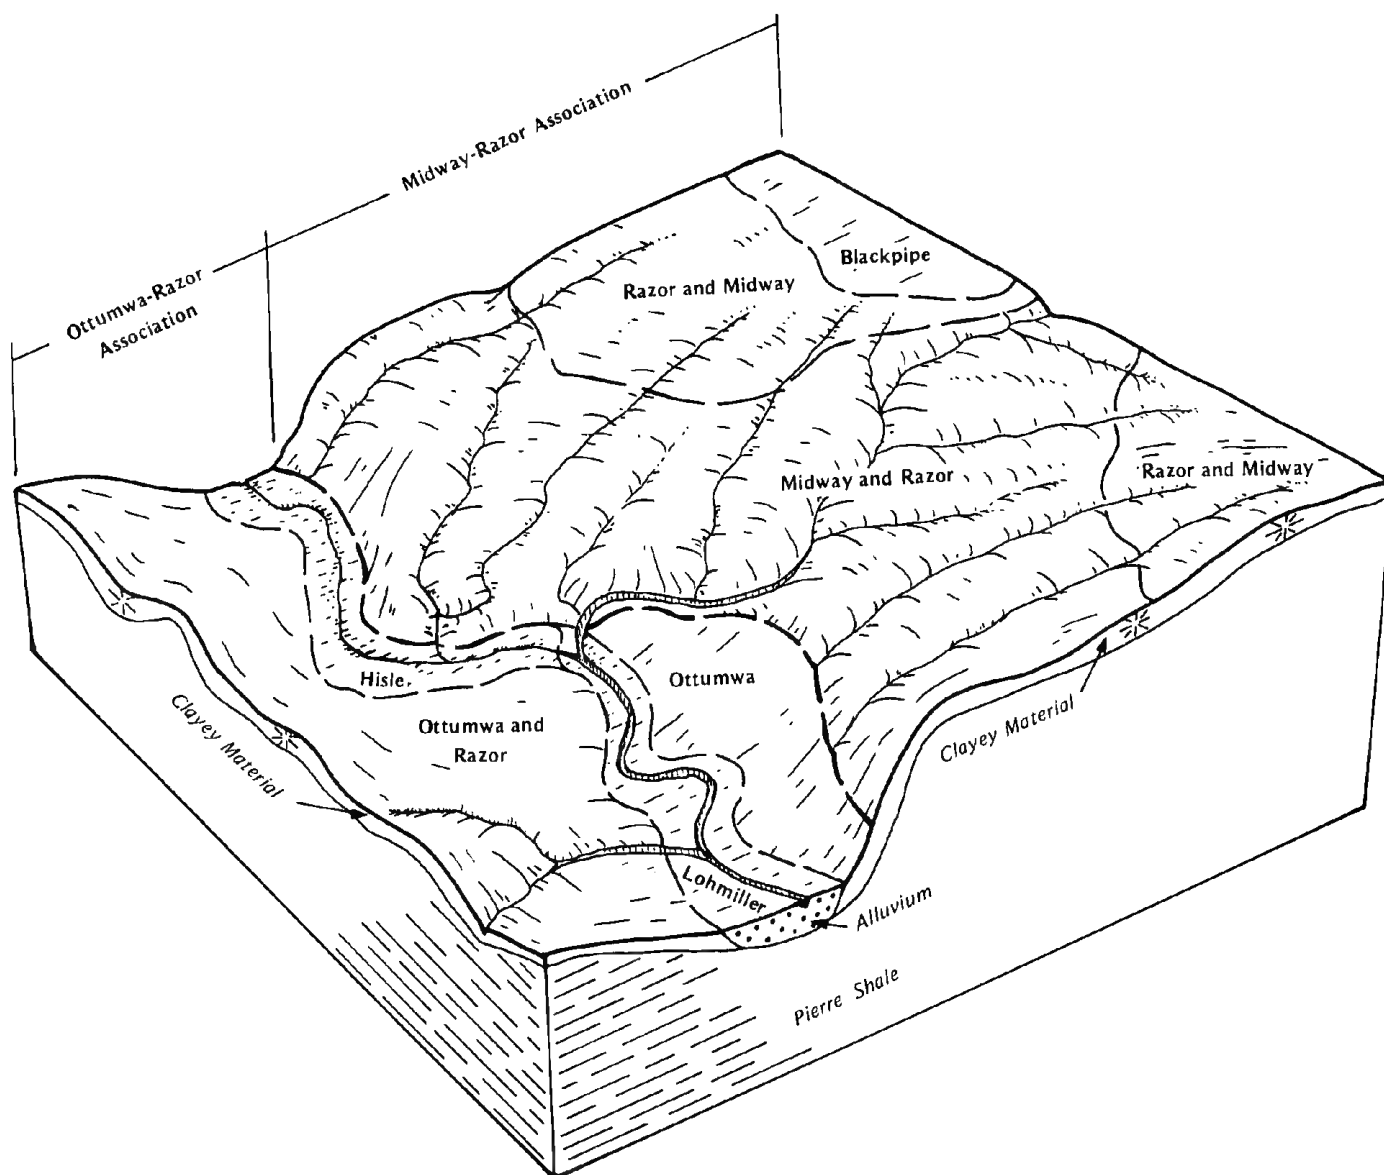 Midway-Razor Association
Ottumwa-Razor
Association
Blackpipe
Razor and Midway
Midway and Razor
Razor and Midway
Hisle
Ottumwa
Ottumwa and
Razor
Clayey Material
Clayey Material
Lohmiller
Alluvium
Pierre Shale